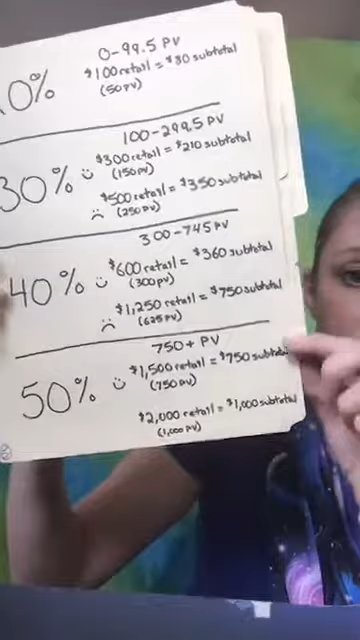 0-99.5 PV
0%
$100 retail = $80 subtotal
(50 PV)
100-299.5 PV
30%
$300 retail = $210 subtotal
(150 PV)
$500 retail = $350 subtotal
(250 PV)
300-745 PV
40%
$600 retail = $360 subtotal
(300 PV)
$1,250 retail = $750 subtotal
(625 PV)
750+ PV
50%
$1,500 retail = $750 subtotal
(750 PV)
$2,000 retail = $1,000 subtotal
(1,000 PV)